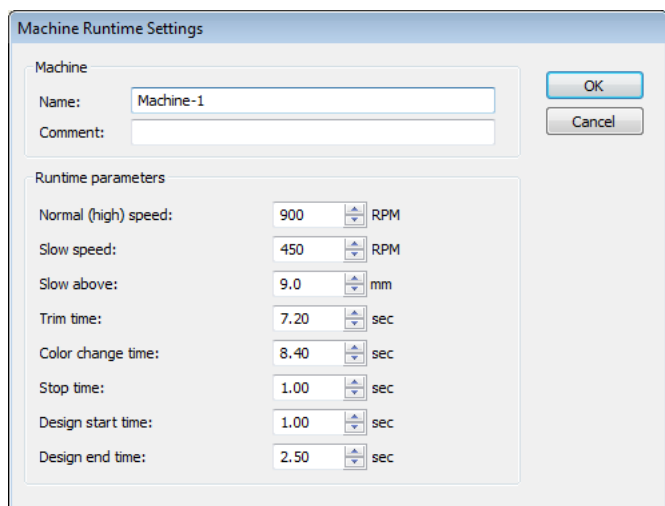 Machine Runtime Settings
Machine
Name: Machine-1
Comment:
OK
Cancel
Runtime parameters
Normal (high) speed: 900 RPM
Slow speed: 450 RPM
Slow above: 9.0 mm
Trim time: 7.20 sec
Color change time: 8.40 sec
Stop time: 1.00 sec
Design start time: 1.00 sec
Design end time: 2.50 sec